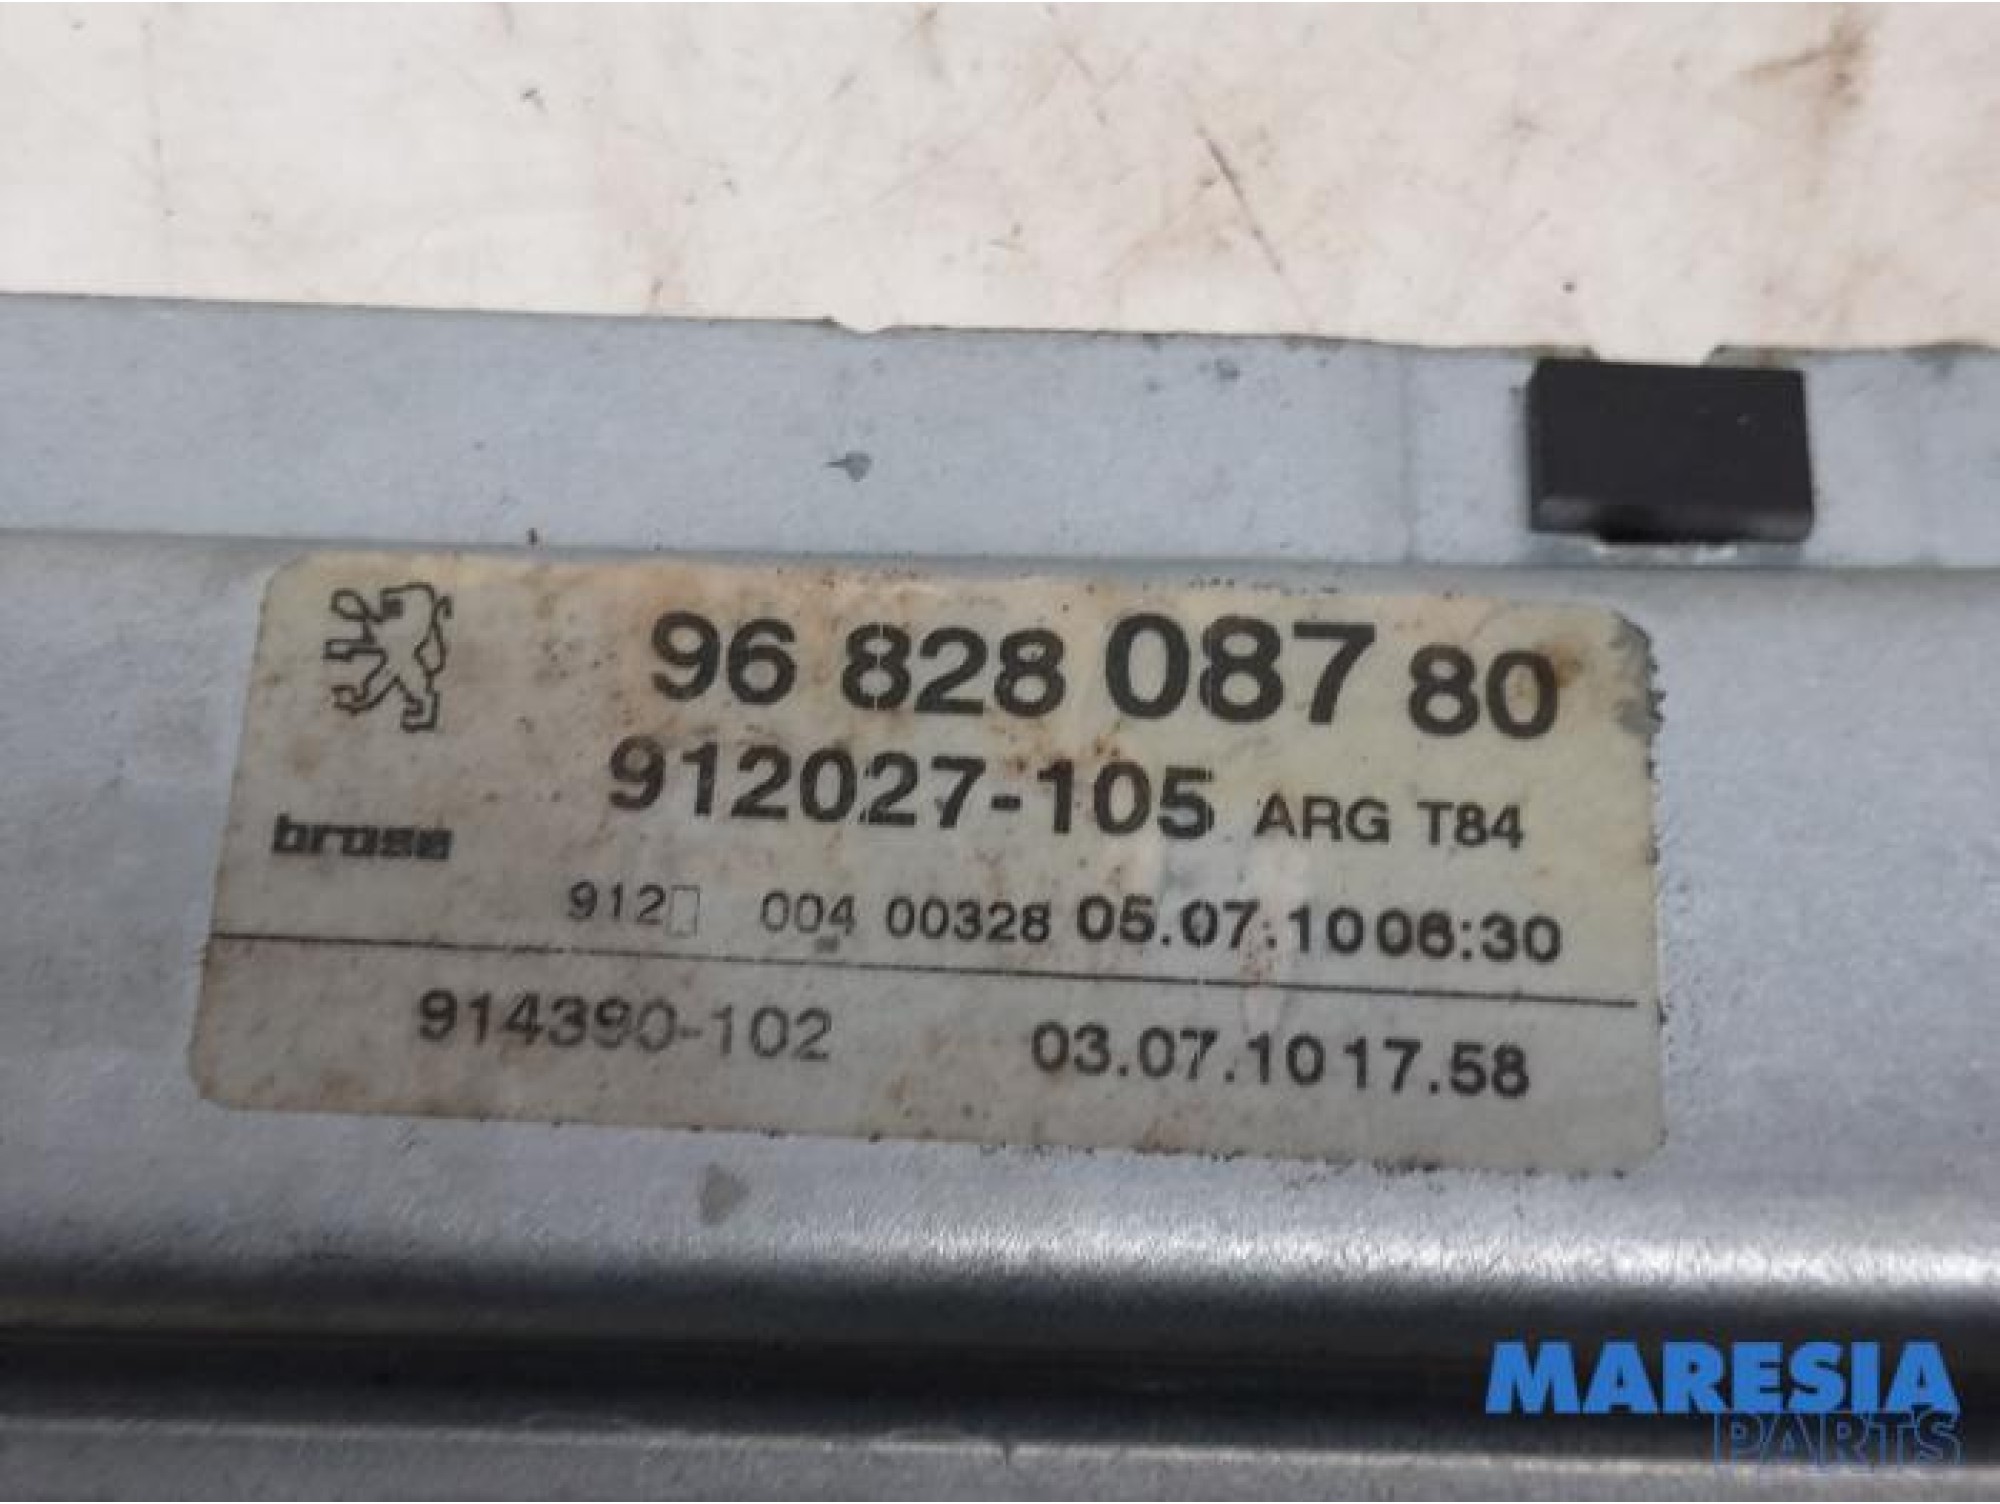 96 828 087 80
912027-105 ARG T84
brose
912 004 00328 05.07.10 06:30
914390-102 03.07.10 17.58
MARESIA
PARTS